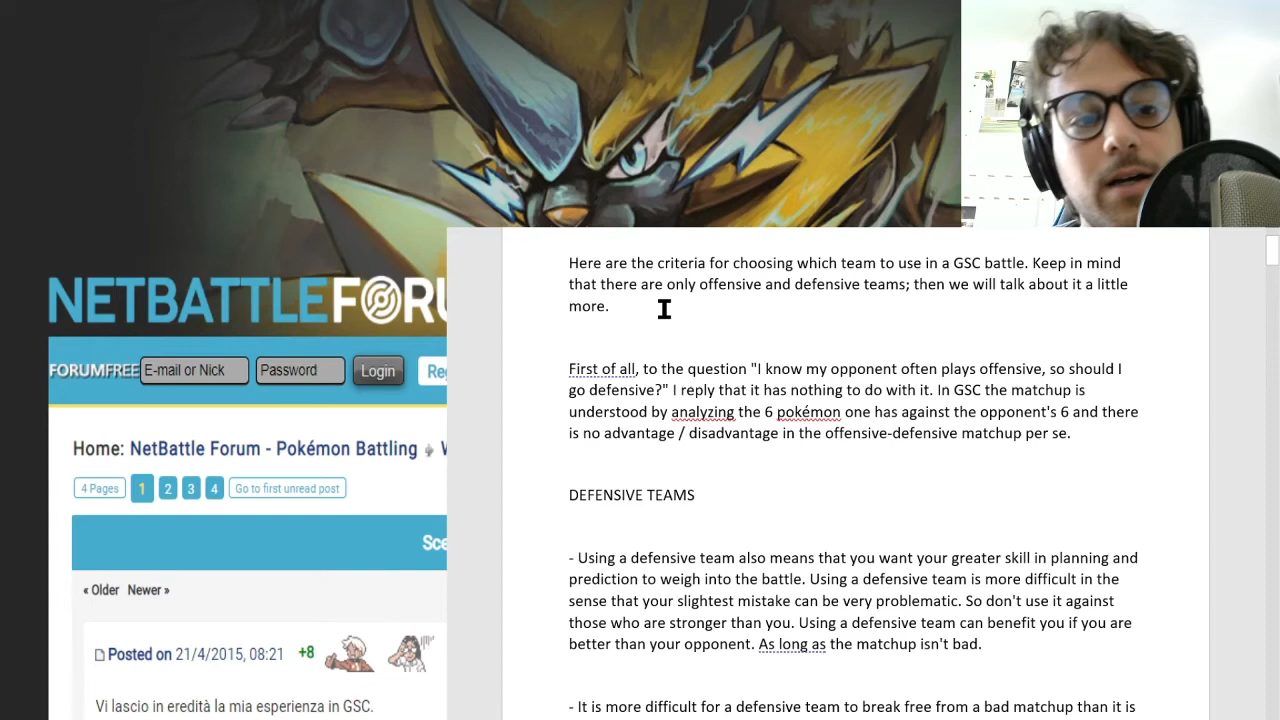 Here are the criteria for choosing which team to use in a GSC battle. Keep in mind
that there are only offensive and defensive teams; then we will talk about it a little
more.
NETBATTLEFORU
First of all, to the question "I know my opponent often plays offensive, so should I
go defensive?" I reply that it has nothing to do with it. In GSC the matchup is
understood by analyzing the 6 pokémon one has against the opponent's 6 and there
is no advantage / disadvantage in the offensive-defensive matchup per se.
FORUMFREE E-mail or Nick Password Login Reg
Home: NetBattle Forum - Pokémon Battling
4 Pages 1 2 3 4 Go to first unread post
DEFENSIVE TEAMS
Sce
- Using a defensive team also means that you want your greater skill in planning and
prediction to weigh into the battle. Using a defensive team is more difficult in the
sense that your slightest mistake can be very problematic. So don't use it against
those who are stronger than you. Using a defensive team can benefit you if you are
better than your opponent. As long as the matchup isn't bad.
« Older Newer »
Posted on 21/4/2015, 08:21 +8
Vi lascio in eredità la mia esperienza in GSC.
- It is more difficult for a defensive team to break free from a bad matchup than it is